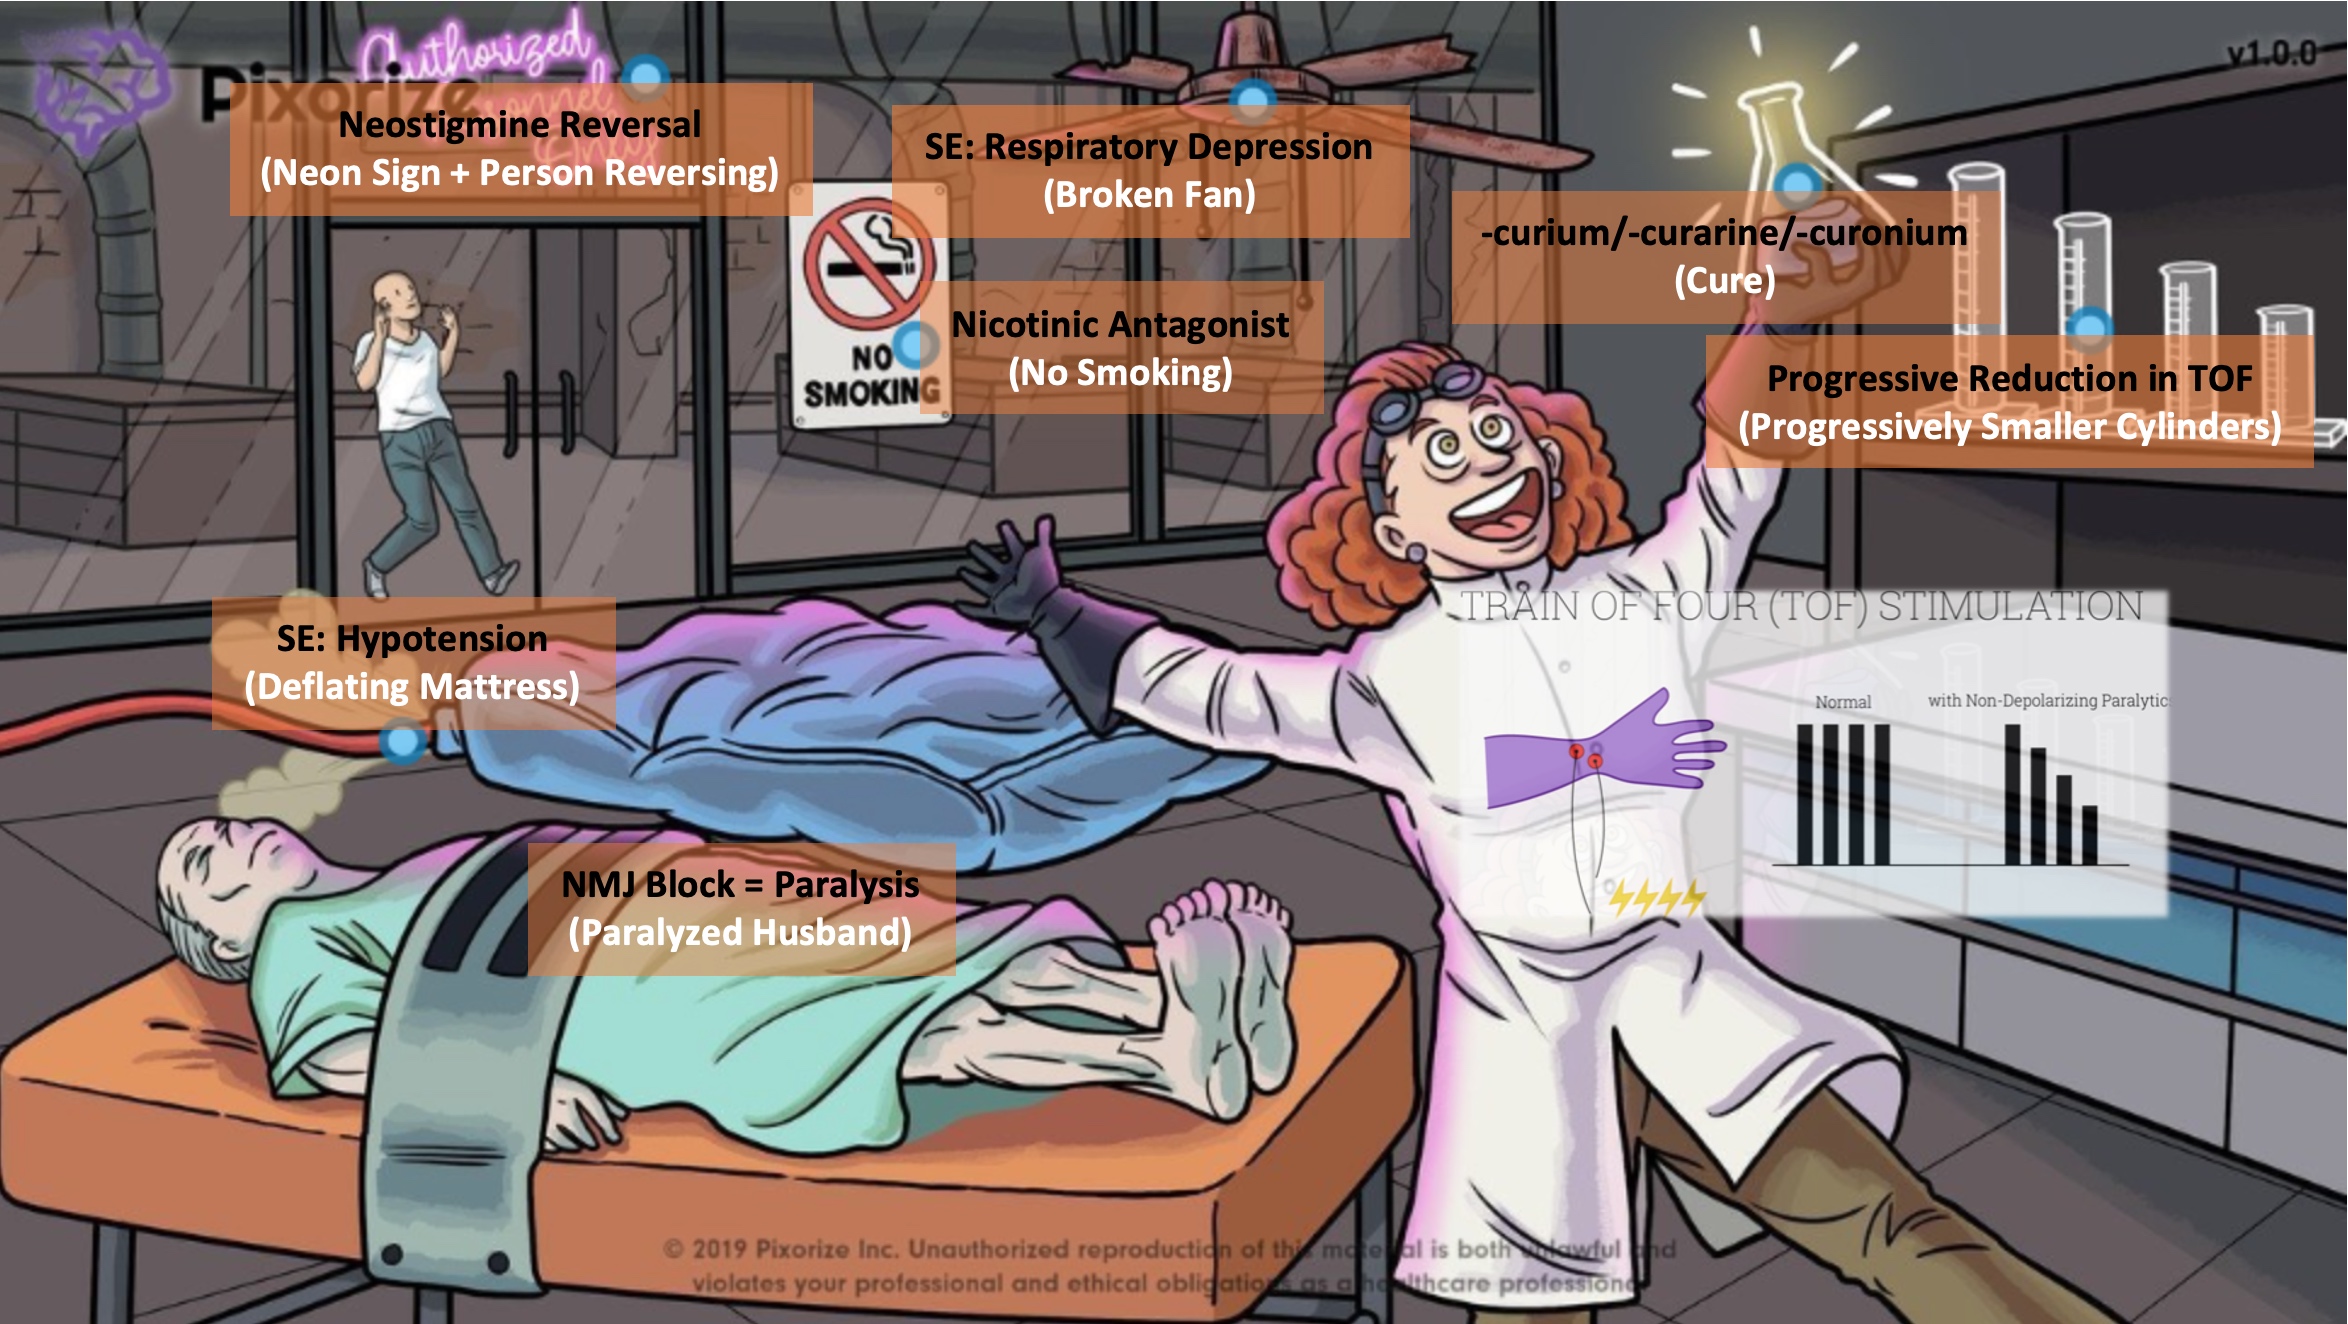 Authorized
Pixorize
v1.0.0
Neostigmine Reversal
(Neon Sign + Person Reversing)
SE: Respiratory Depression
(Broken Fan)
-curium/-curarine/-curonium
(Cure)
NO
SMOKING
Nicotinic Antagonist
(No Smoking)
Progressive Reduction in TOF
(Progressively Smaller Cylinders)
SE: Hypotension
(Deflating Mattress)
TRAIN OF FOUR (TOF) STIMULATION
Normal
with Non-Depolarizing Paralytic
NMJ Block = Paralysis
(Paralyzed Husband)
© 2019 Pixorize Inc. Unauthorized reproduction of this material is both unlawful and
violates your professional and ethical obligations as a healthcare professional